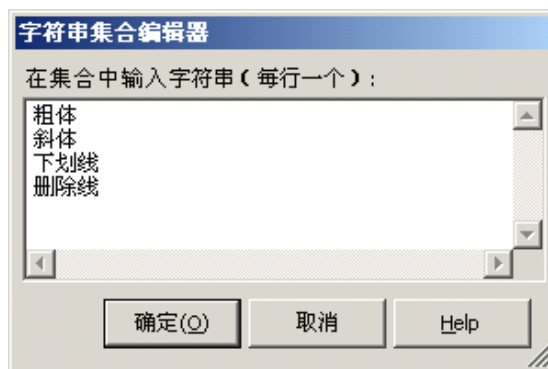 字符串集合编辑器
在集合中输入字符串(每行一个):
粗体
斜体
下划线
删除线
确定(O)
取消
Help